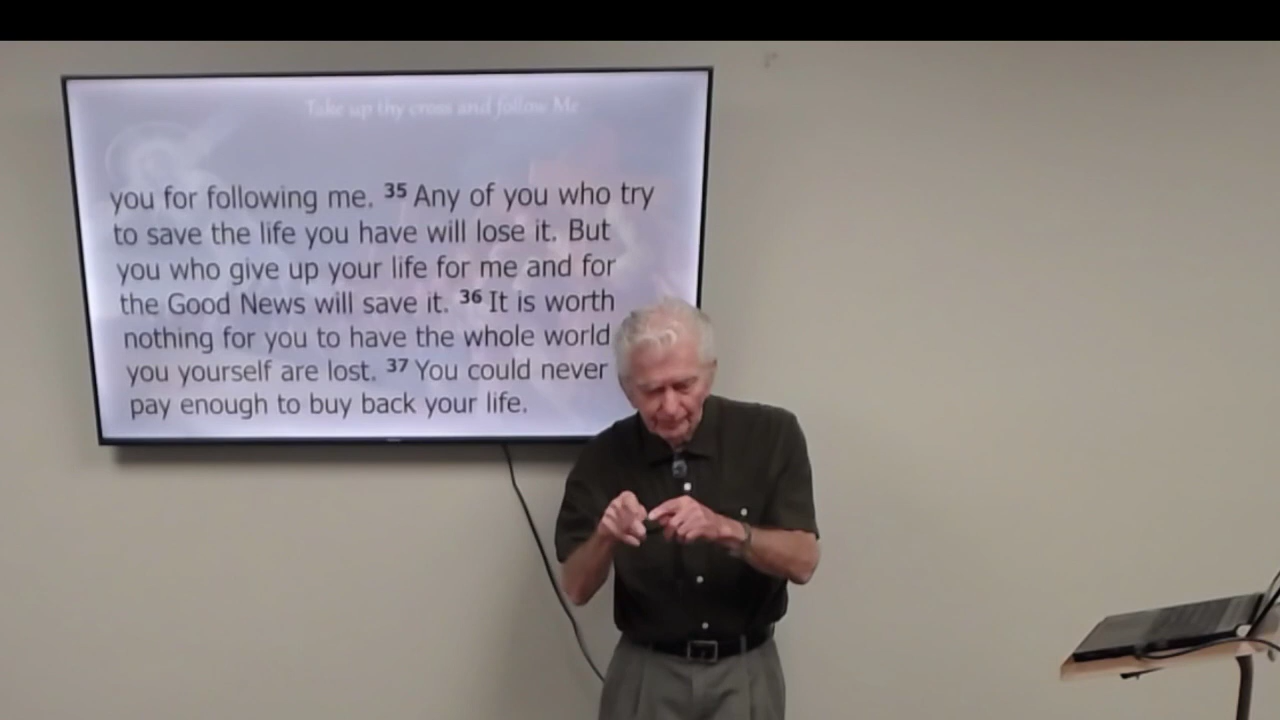 Take up thy cross and follow Me
you for following me. 35 Any of you who try
to save the life you have will lose it. But
you who give up your life for me and for
the Good News will save it. 36 It is worth
nothing for you to have the whole world
you yourself are lost. 37 You could never
pay enough to buy back your life.